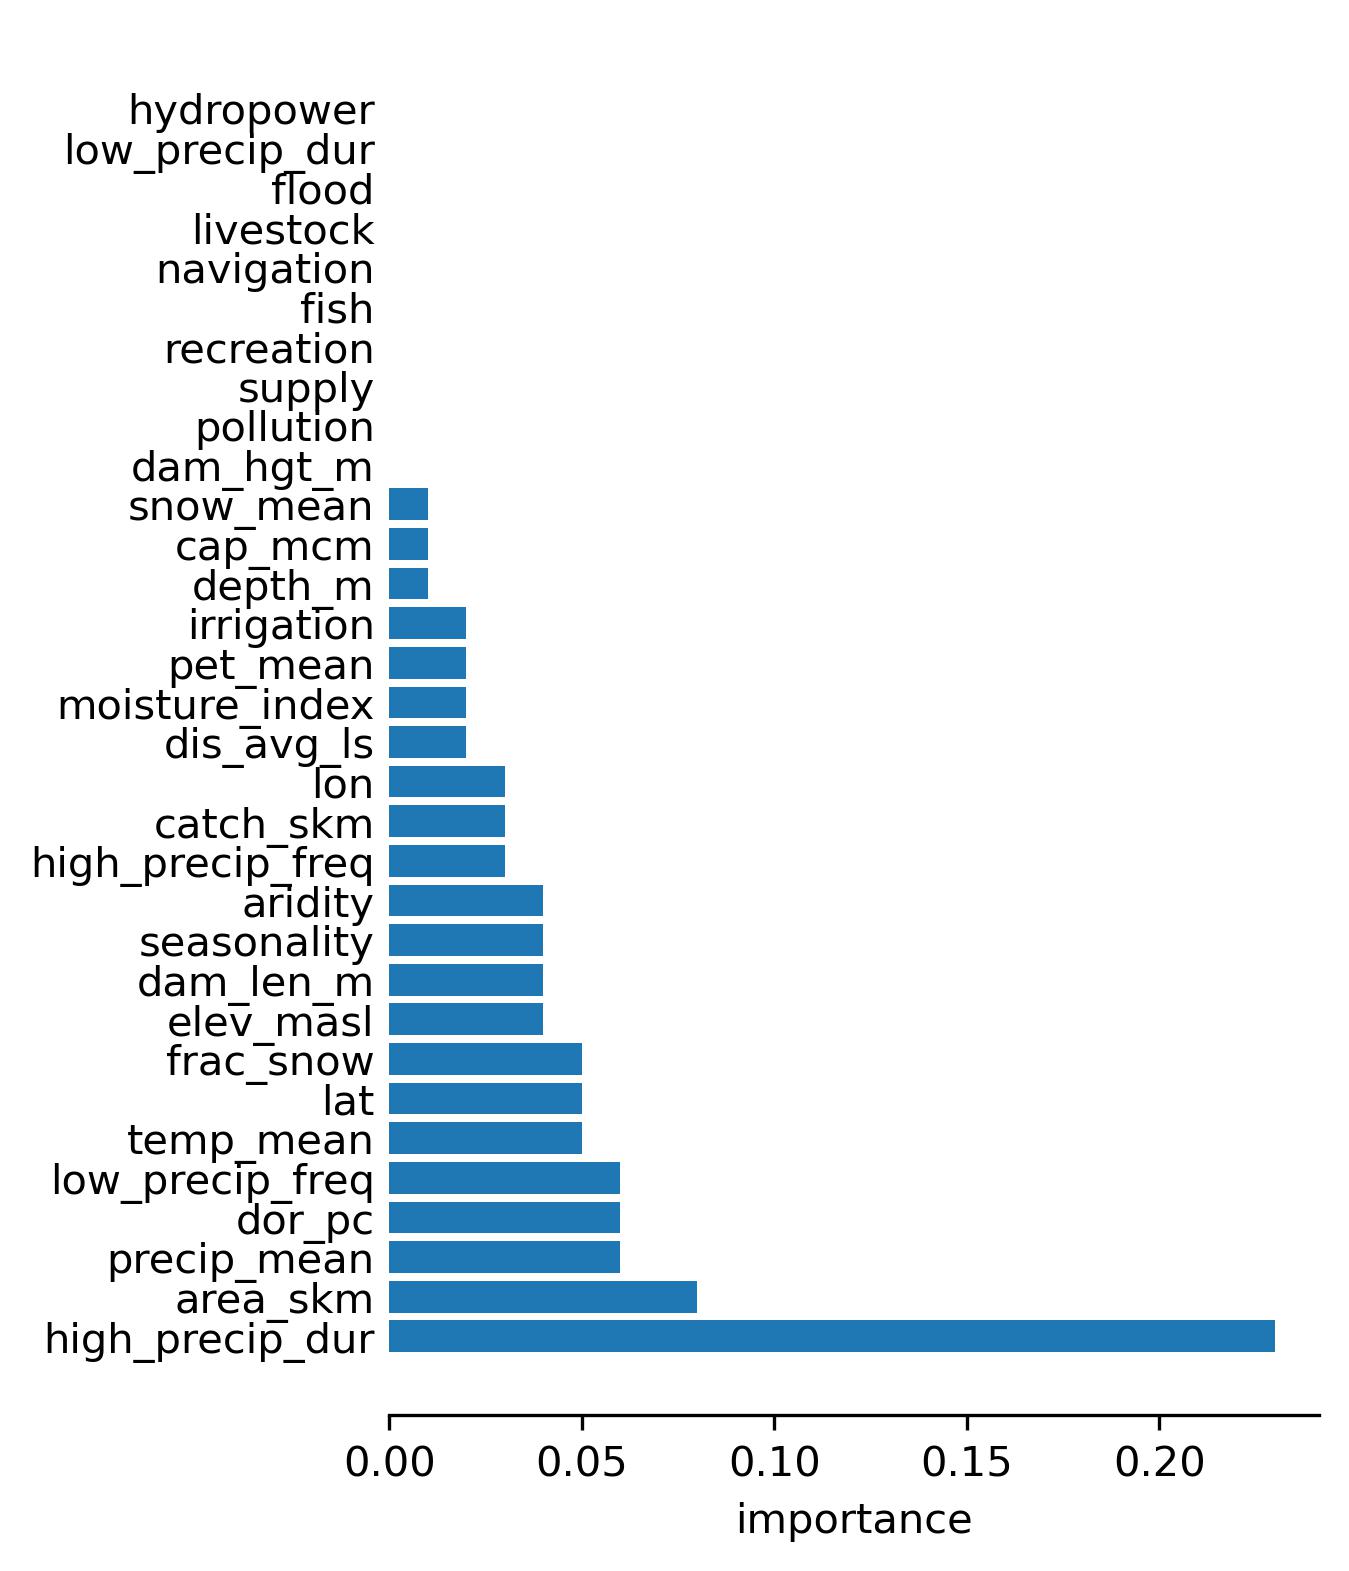 hydropower
low_precip_dur
flood
livestock
navigation
fish
recreation
supply
pollution
dam_hgt_m
snow_mean
cap_mcm
depth_m
irrigation
pet_mean
moisture_index
dis_avg_ls
lon
catch_skm
high_precip_freq
aridity
seasonality
dam_len_m
elev_masl
frac_snow
lat
temp_mean
low_precip_freq
dor_pc
precip_mean
area_skm
high_precip_dur
0.00 0.05 0.10 0.15 0.20
importance